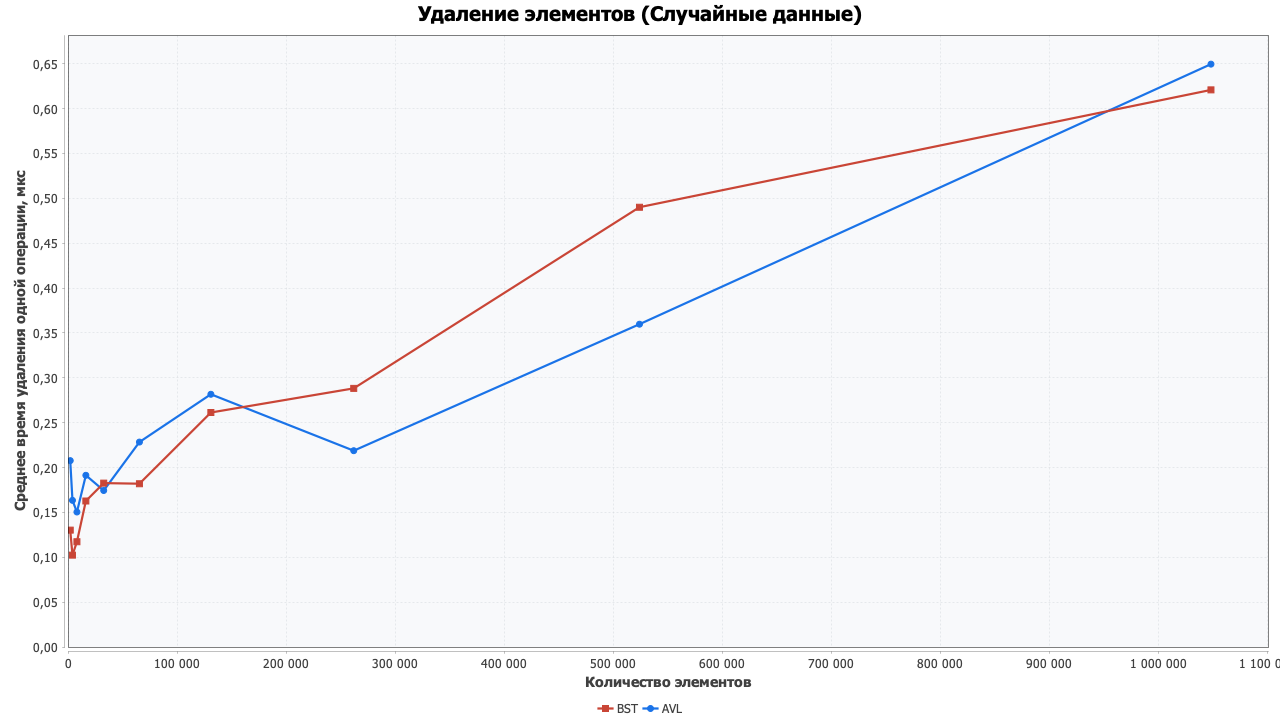 Удаление элементов (Случайные данные)
Среднее время удаления одной операции, мкс
0,65
0,60
0,55
0,50
0,45
0,40
0,35
0,30
0,25
0,20
0,15
0,10
0,05
0,00
0 100 000 200 000 300 000 400 000 500 000 600 000 700 000 800 000 900 000 1 000 000 1 100 0
Количество элементов
BST AVL